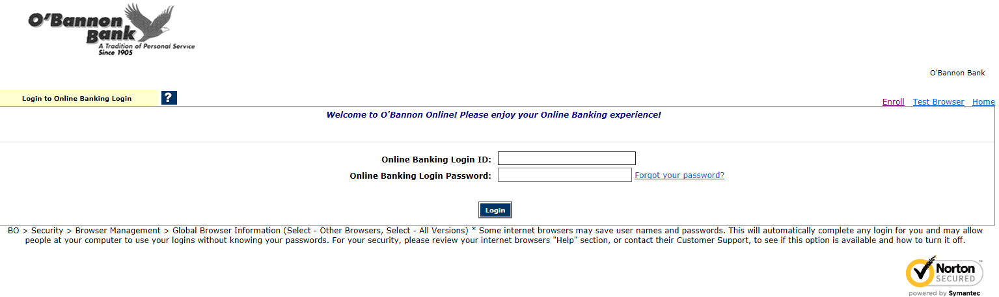 O'Bannon
Bank
A Tradition of Personal Service
Since 1905
O'Bannon Bank
Login to Online Banking Login ?
Enroll Test Browser Home
Welcome to O'Bannon Online! Please enjoy your Online Banking experience!
Online Banking Login ID:
Online Banking Login Password: Forgot your password?
Login
BO > Security > Browser Management > Global Browser Information (Select - Other Browsers, Select - All Versions) * Some internet browsers may save user names and passwords. This will automatically complete any login for you and may allow
people at your computer to use your logins without knowing your passwords. For your security, please review your internet browsers "Help" section, or contact their Customer Support, to see if this option is available and how to turn it off.
Norton™
SECURED
powered by Symantec